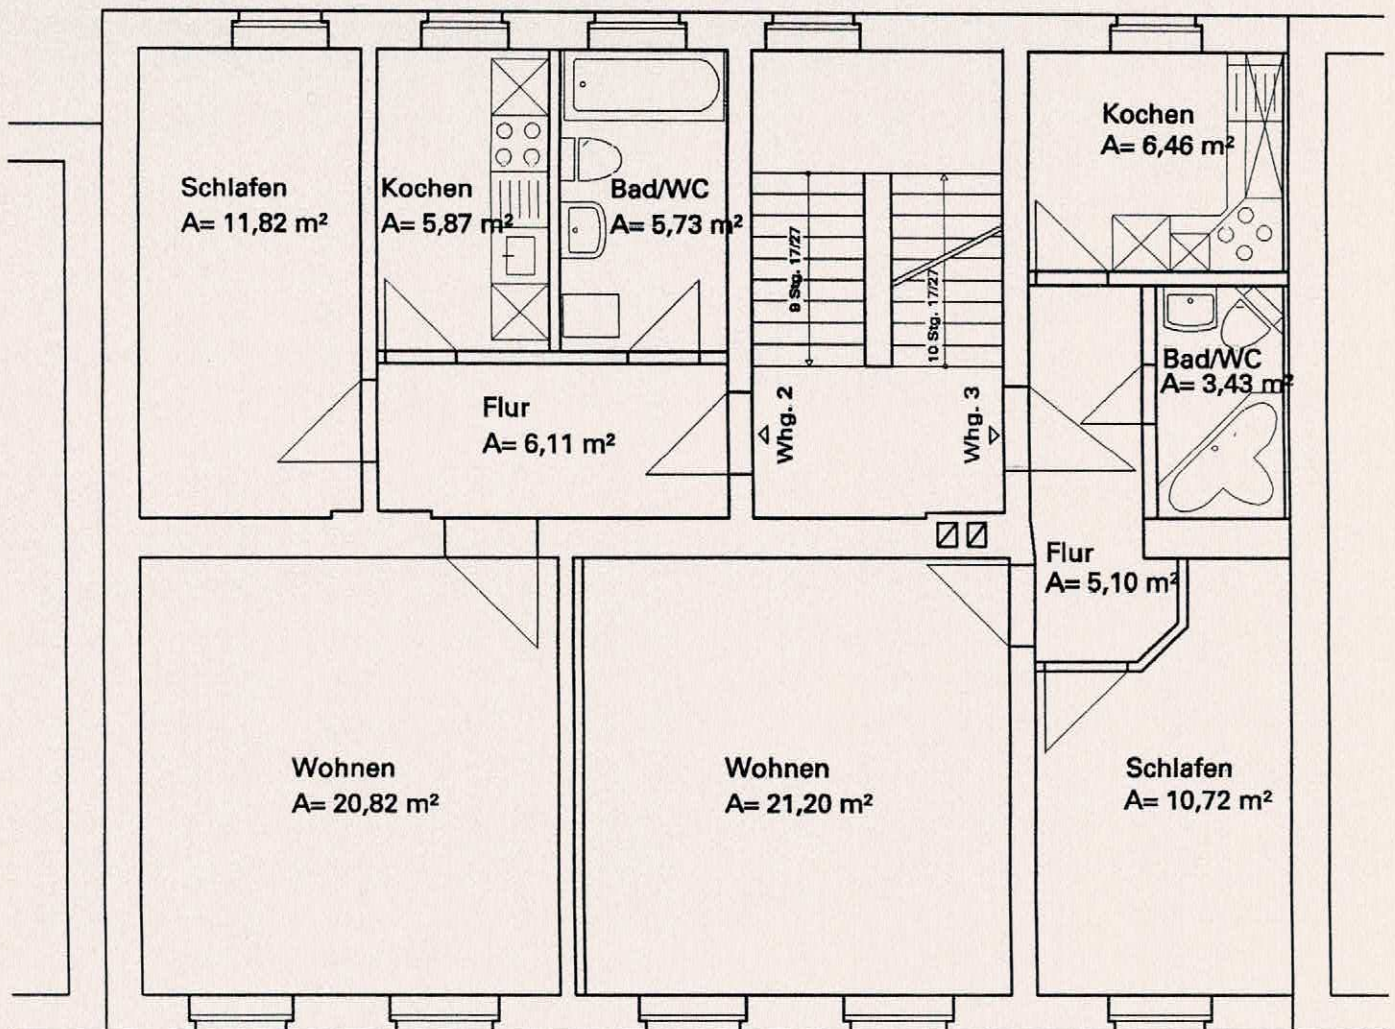 Kochen
A= 6,46 m²
Schlafen
A= 11,82 m²
Kochen
A= 5,87 m²
Bad/WC
A= 5,73 m²
9 Stg. 17/27
10 Stg. 17/27
Bad/WC
A= 3,43 m²
Flur
A= 6,11 m²
Whg. 2
Whg. 3
Flur
A= 5,10 m²
Wohnen
A= 20,82 m²
Wohnen
A= 21,20 m²
Schlafen
A= 10,72 m²